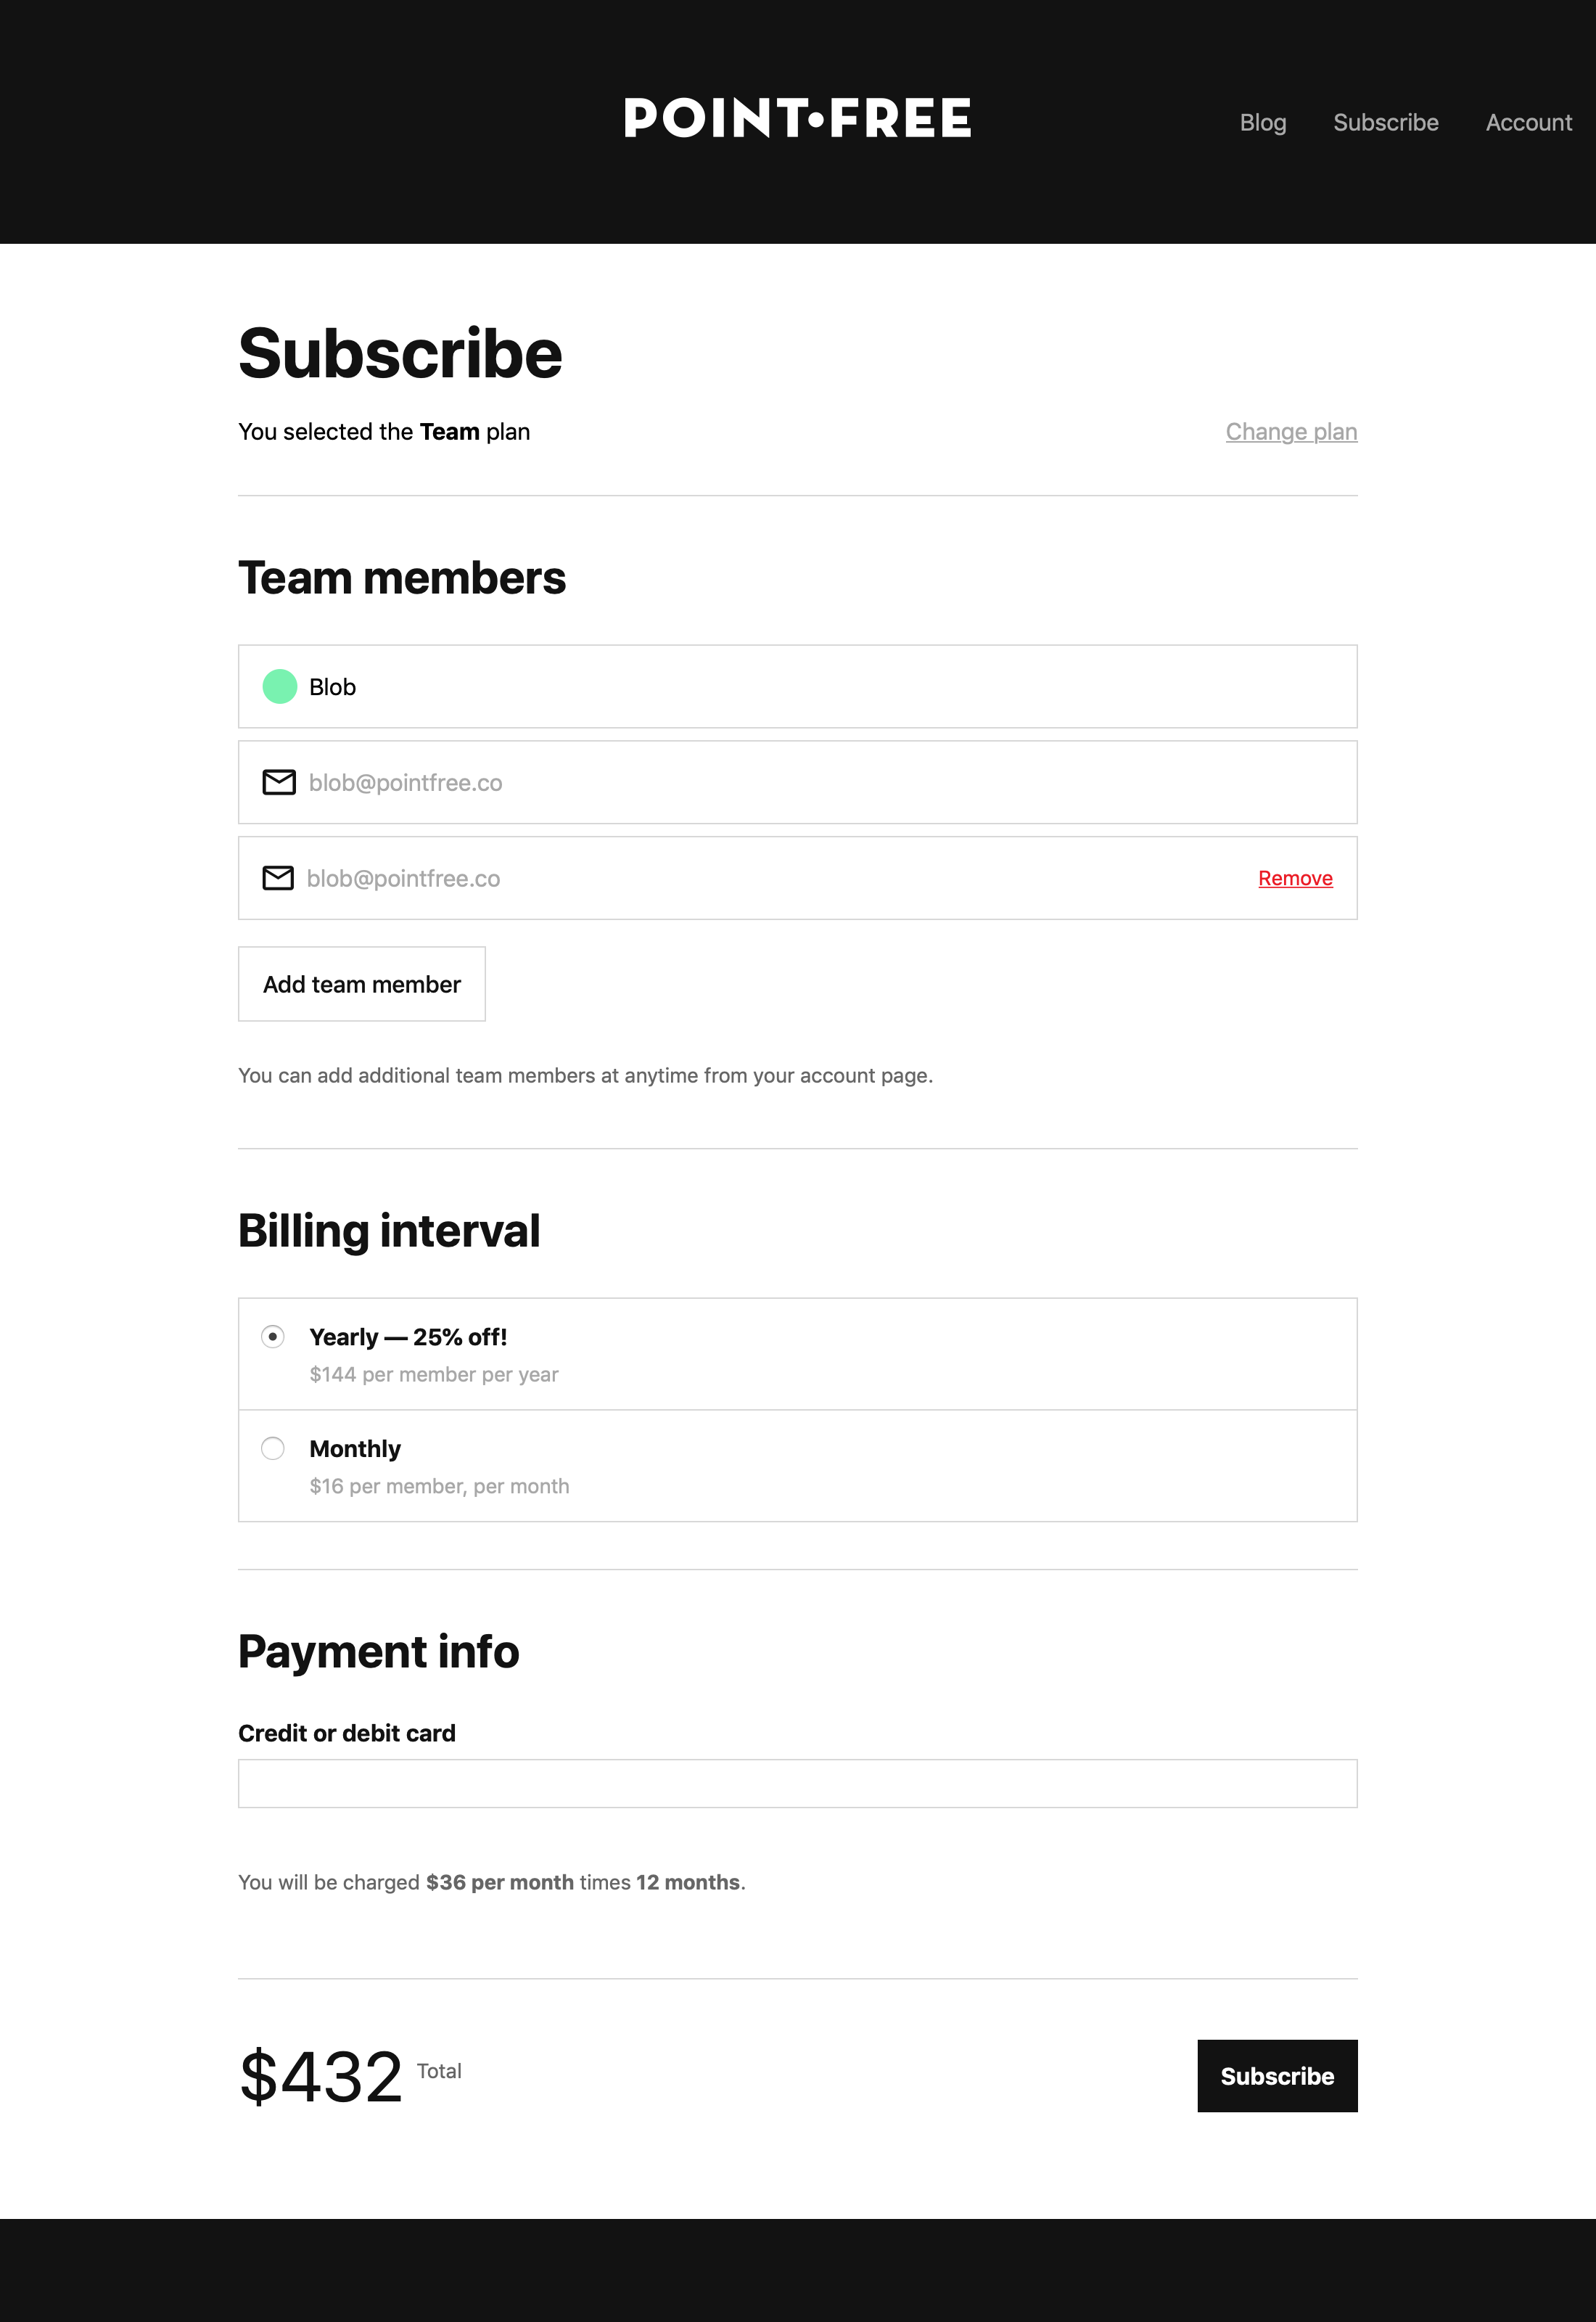 POINT•FREE
Blog Subscribe Account
Subscribe
You selected the Team plan Change plan
Team members
Blob
blob@pointfree.co
blob@pointfree.co Remove
Add team member
You can add additional team members at anytime from your account page.
Billing interval
Yearly — 25% off!
$144 per member per year
Monthly
$16 per member, per month
Payment info
Credit or debit card
You will be charged $36 per month times 12 months.
$432 Total
Subscribe